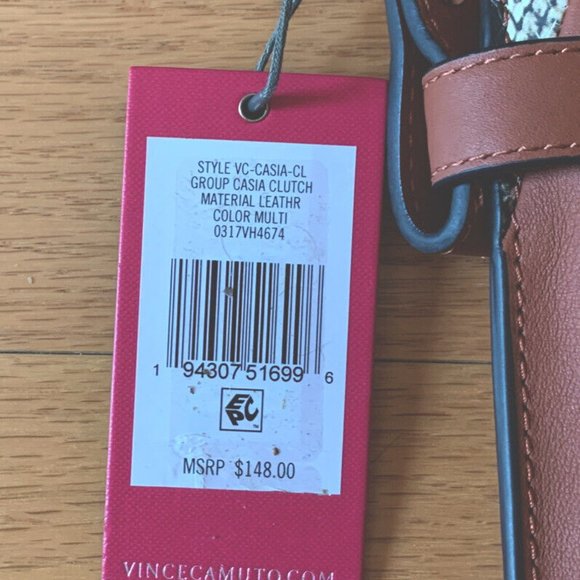 STYLE VC-CASIA-CL
GROUP CASIA CLUTCH
MATERIAL LEATHR
COLOR MULTI
0317VH4674
1 94307 51699 6
EPC™
MSRP $148.00
VINCECAMUTO.COM